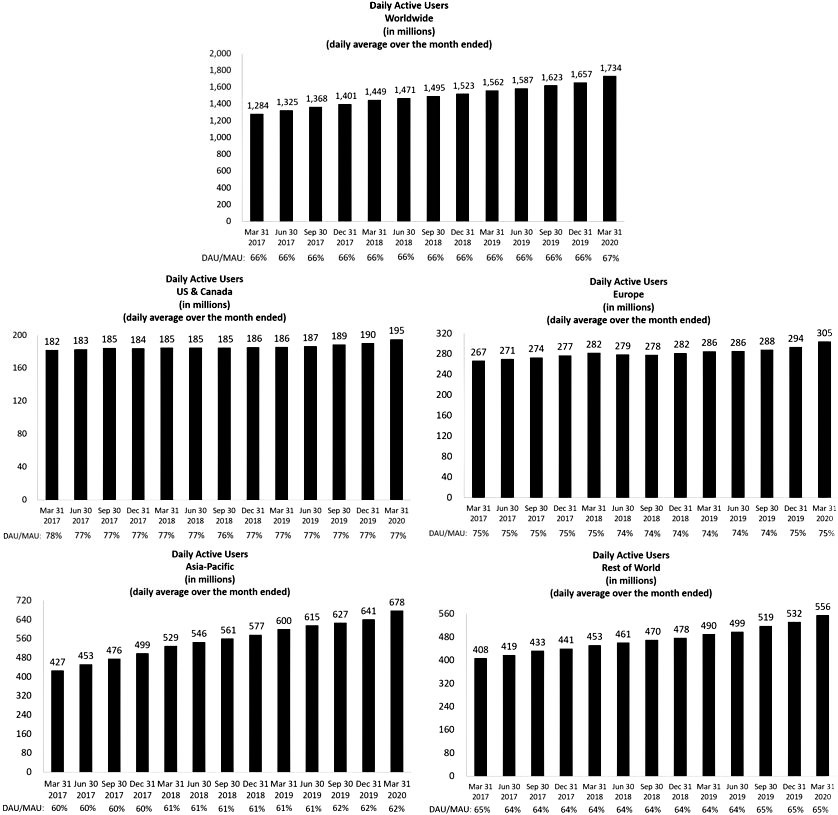 Daily Active Users
Worldwide
(in millions)
(daily average over the month ended)
2,000
1,800
1,600
1,400
1,200
1,000
800
600
400
200
0
1,284 1,325 1,368 1,401 1,449 1,471 1,495 1,523 1,562 1,587 1,623 1,657 1,734
Mar 31 Jun 30 Sep 30 Dec 31 Mar 31 Jun 30 Sep 30 Dec 31 Mar 31 Jun 30 Sep 30 Dec 31 Mar 31
2017 2017 2017 2017 2018 2018 2018 2018 2019 2019 2019 2019 2020
DAU/MAU: 66% 66% 66% 66% 66% 66% 66% 66% 66% 66% 66% 66% 67%
Daily Active Users
US & Canada
(in millions)
(daily average over the month ended)
200
160
120
80
40
0
182 183 185 184 185 185 185 186 186 187 189 190 195
Mar 31 Jun 30 Sep 30 Dec 31 Mar 31 Jun 30 Sep 30 Dec 31 Mar 31 Jun 30 Sep 30 Dec 31 Mar 31
2017 2017 2017 2017 2018 2018 2018 2018 2019 2019 2019 2019 2020
DAU/MAU: 78% 77% 77% 77% 77% 77% 76% 77% 77% 77% 77% 77% 77%
Daily Active Users
Europe
(in millions)
(daily average over the month ended)
320
280
240
200
160
120
80
40
0
267 271 274 277 282 279 278 282 286 286 288 294 305
Mar 31 Jun 30 Sep 30 Dec 31 Mar 31 Jun 30 Sep 30 Dec 31 Mar 31 Jun 30 Sep 30 Dec 31 Mar 31
2017 2017 2017 2017 2018 2018 2018 2018 2019 2019 2019 2019 2020
DAU/MAU: 75% 75% 75% 75% 75% 74% 74% 74% 74% 74% 74% 75% 75%
Daily Active Users
Asia-Pacific
(in millions)
(daily average over the month ended)
720
640
560
480
400
320
240
160
80
0
427 453 476 499 529 546 561 577 600 615 627 641 678
Mar 31 Jun 30 Sep 30 Dec 31 Mar 31 Jun 30 Sep 30 Dec 31 Mar 31 Jun 30 Sep 30 Dec 31 Mar 31
2017 2017 2017 2017 2018 2018 2018 2018 2019 2019 2019 2019 2020
DAU/MAU: 60% 60% 60% 60% 61% 61% 61% 61% 61% 61% 62% 62% 62%
Daily Active Users
Rest of World
(in millions)
(daily average over the month ended)
560
480
400
320
240
160
80
0
408 419 433 441 453 461 470 478 490 499 519 532 556
Mar 31 Jun 30 Sep 30 Dec 31 Mar 31 Jun 30 Sep 30 Dec 31 Mar 31 Jun 30 Sep 30 Dec 31 Mar 31
2017 2017 2017 2017 2018 2018 2018 2018 2019 2019 2019 2019 2020
DAU/MAU: 65% 64% 64% 64% 64% 64% 64% 64% 64% 64% 65% 65% 65%